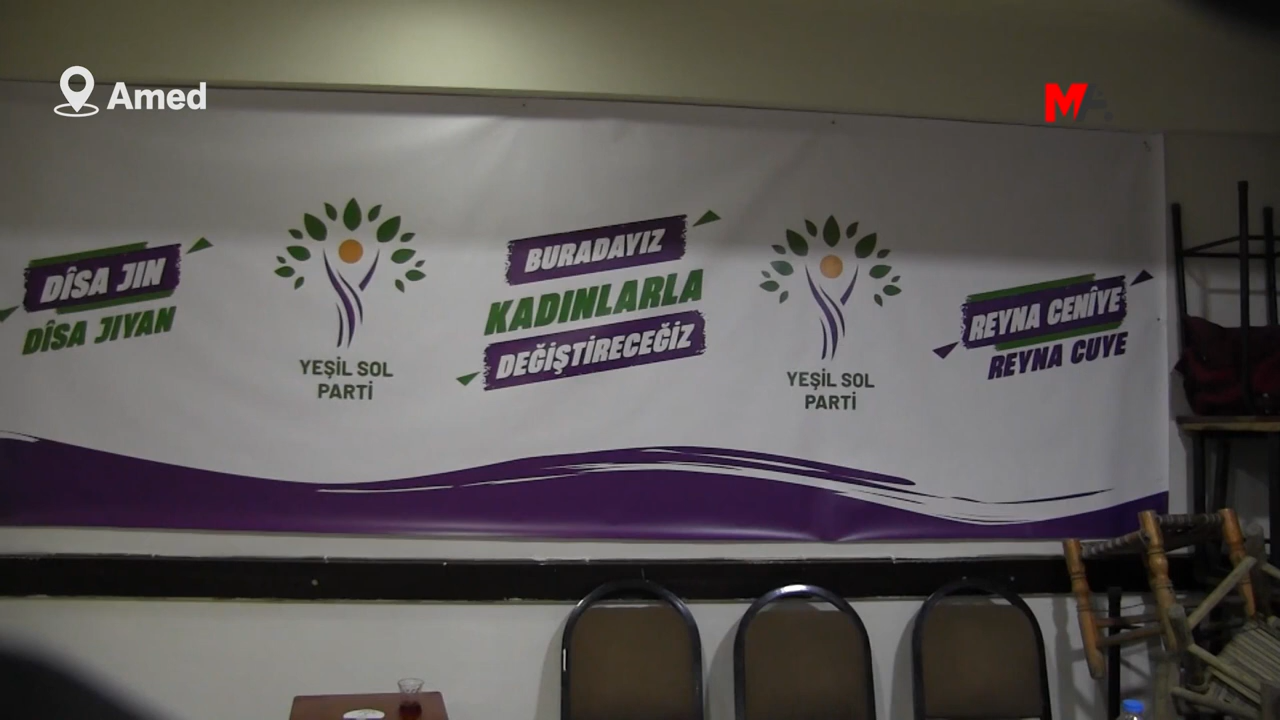 Amed
MA
DÎSA JIN
DÎSA JIYAN
YEŞİL SOL
PARTİ
BURADAYIZ
KADINLARLA
DEĞİŞTİRECEĞİZ
YEŞİL SOL
PARTİ
REYNA CENÎYE
REYNA CUYE